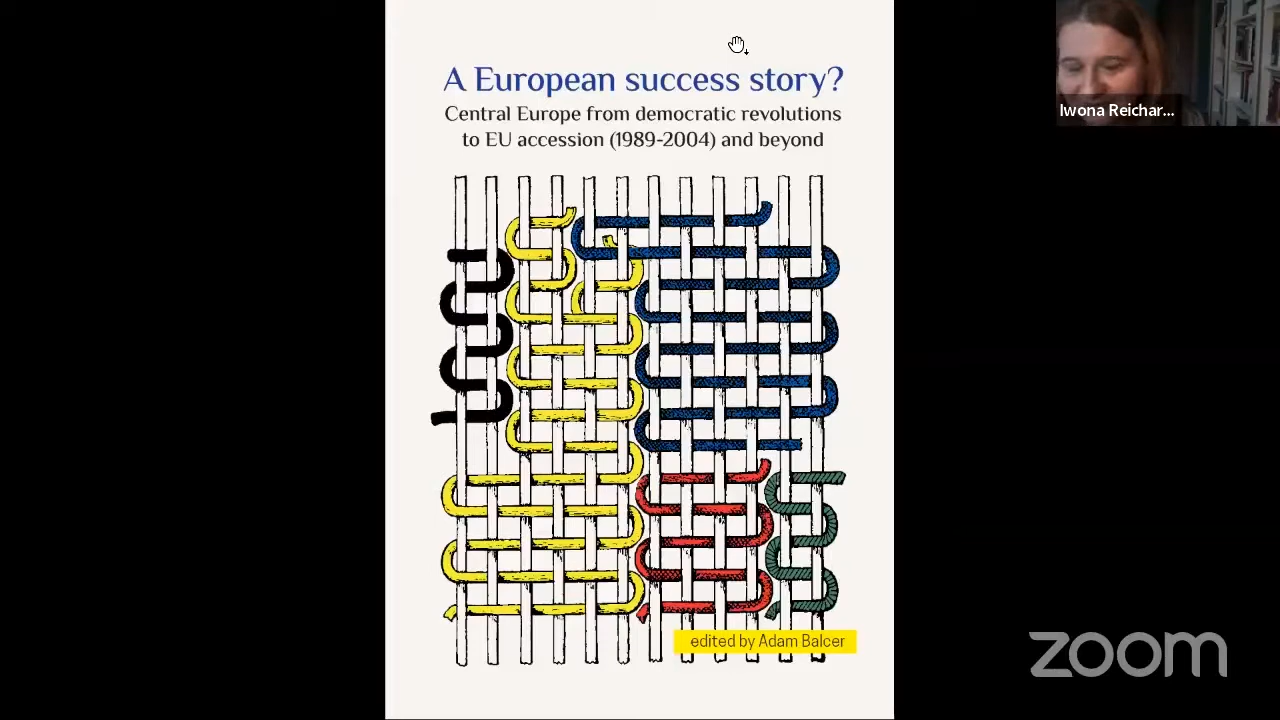 A European success story?
Central Europe from democratic revolutions
to EU accession (1989-2004) and beyond
edited by Adam Balcer
Iwona Reichar...
zoom